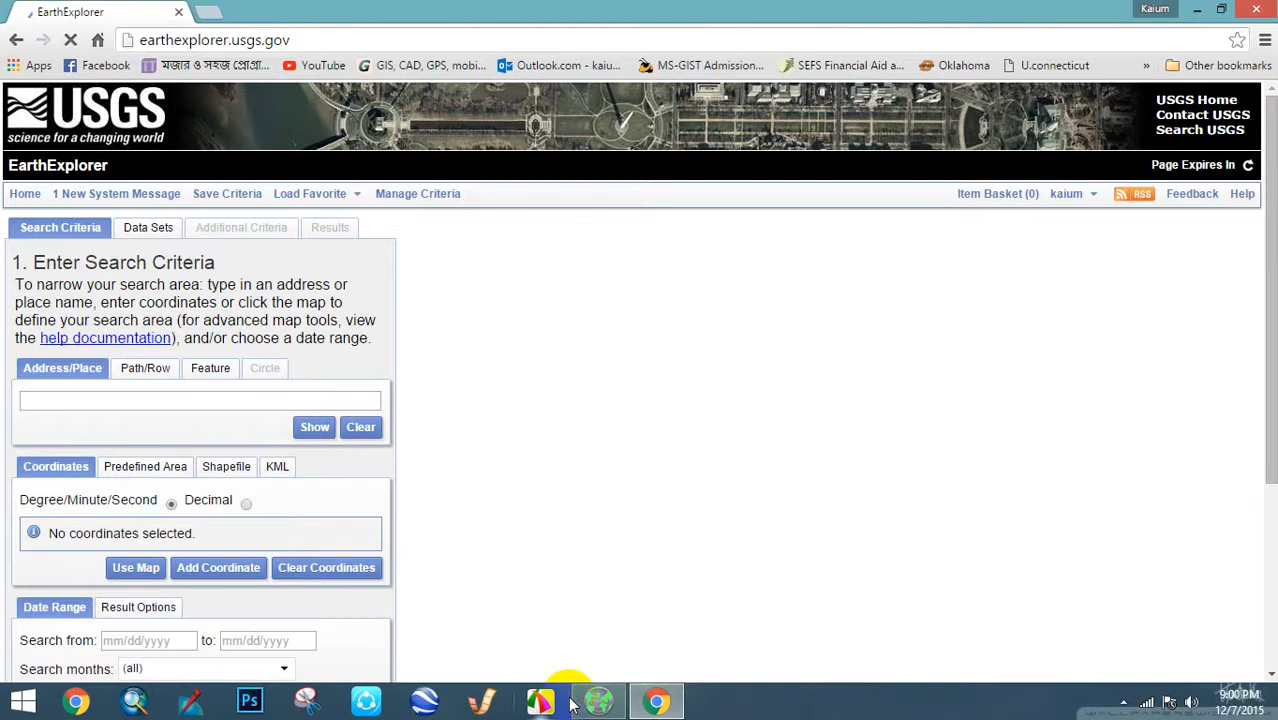 EarthExplorer
Kaium
earthexplorer.usgs.gov
Apps
Facebook
মজার ও সহজ প্রোগ্রা...
YouTube
GIS, CAD, GPS, mobi...
Outlook.com - kaiu...
MS-GIST Admission...
SEFS Financial Aid a...
Oklahoma
U.connecticut
»
Other bookmarks
USGS
science for a changing world
USGS Home
Contact USGS
Search USGS
EarthExplorer
Page Expires In
Home
1 New System Message
Save Criteria
Load Favorite
Manage Criteria
Item Basket (0)
kaium
RSS
Feedback
Help
Search Criteria
Data Sets
Additional Criteria
Results
1. Enter Search Criteria
To narrow your search area: type in an address or
place name, enter coordinates or click the map to
define your search area (for advanced map tools, view
the help documentation), and/or choose a date range.
Address/Place
Path/Row
Feature
Circle
Show
Clear
Coordinates
Predefined Area
Shapefile
KML
Degree/Minute/Second
Decimal
No coordinates selected.
Use Map
Add Coordinate
Clear Coordinates
Date Range
Result Options
Search from: mm/dd/yyyy to: mm/dd/yyyy
Search months: (all)
Ps
9:00 PM
12/7/2015